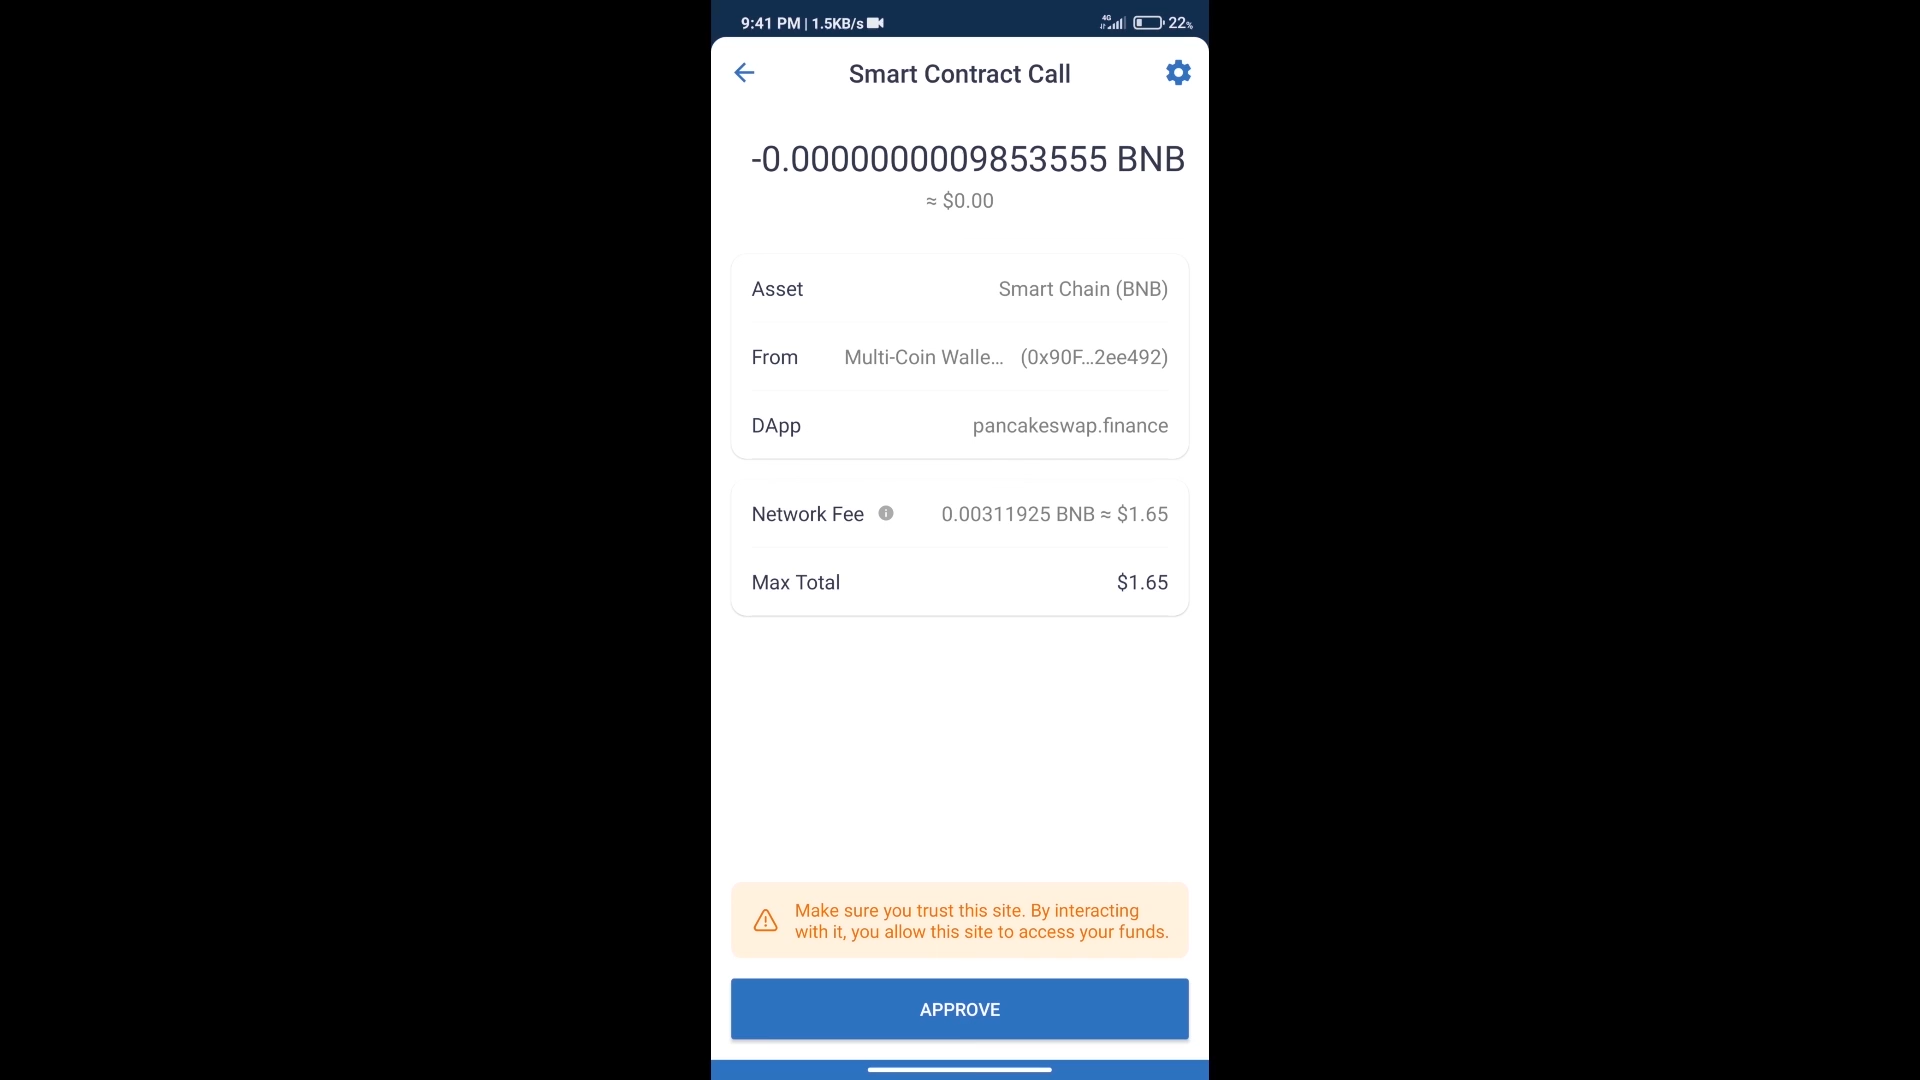 9:41 PM | 1.5KB/s 4G 22%
Smart Contract Call
-0.0000000009853555 BNB
≈ $0.00
Asset Smart Chain (BNB)
From Multi-Coin Walle... (0x90F...2ee492)
DApp pancakeswap.finance
Network Fee 0.00311925 BNB ≈ $1.65
Max Total $1.65
Make sure you trust this site. By interacting
with it, you allow this site to access your funds.
APPROVE